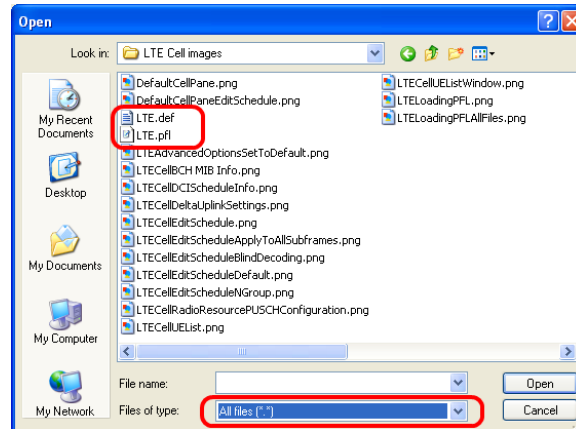 Open
Look in:
LTE Cell images
My Recent
Documents
Desktop
My Documents
My Computer
My Network
DefaultCellPane.png
DefaultCellPaneEditSchedule.png
LTE.def
LTE.pfl
LTEAdvancedOptionsSetToDefault.png
LTECellBCH MIB Info.png
LTECellDCIScheduleInfo.png
LTECellDeltaUplinkSettings.png
LTECellEditSchedule.png
LTECellEditScheduleApplyToAllSubframes.png
LTECellEditScheduleBlindDecoding.png
LTECellEditScheduleDefault.png
LTECellEditScheduleNGroup.png
LTECellRadioResourcePUSCHConfiguration.png
LTECellUEList.png
LTECellUEListWindow.png
LTELoadingPFL.png
LTELoadingPFLAllFiles.png
File name:
Open
Files of type:
All files (*.*)
Cancel